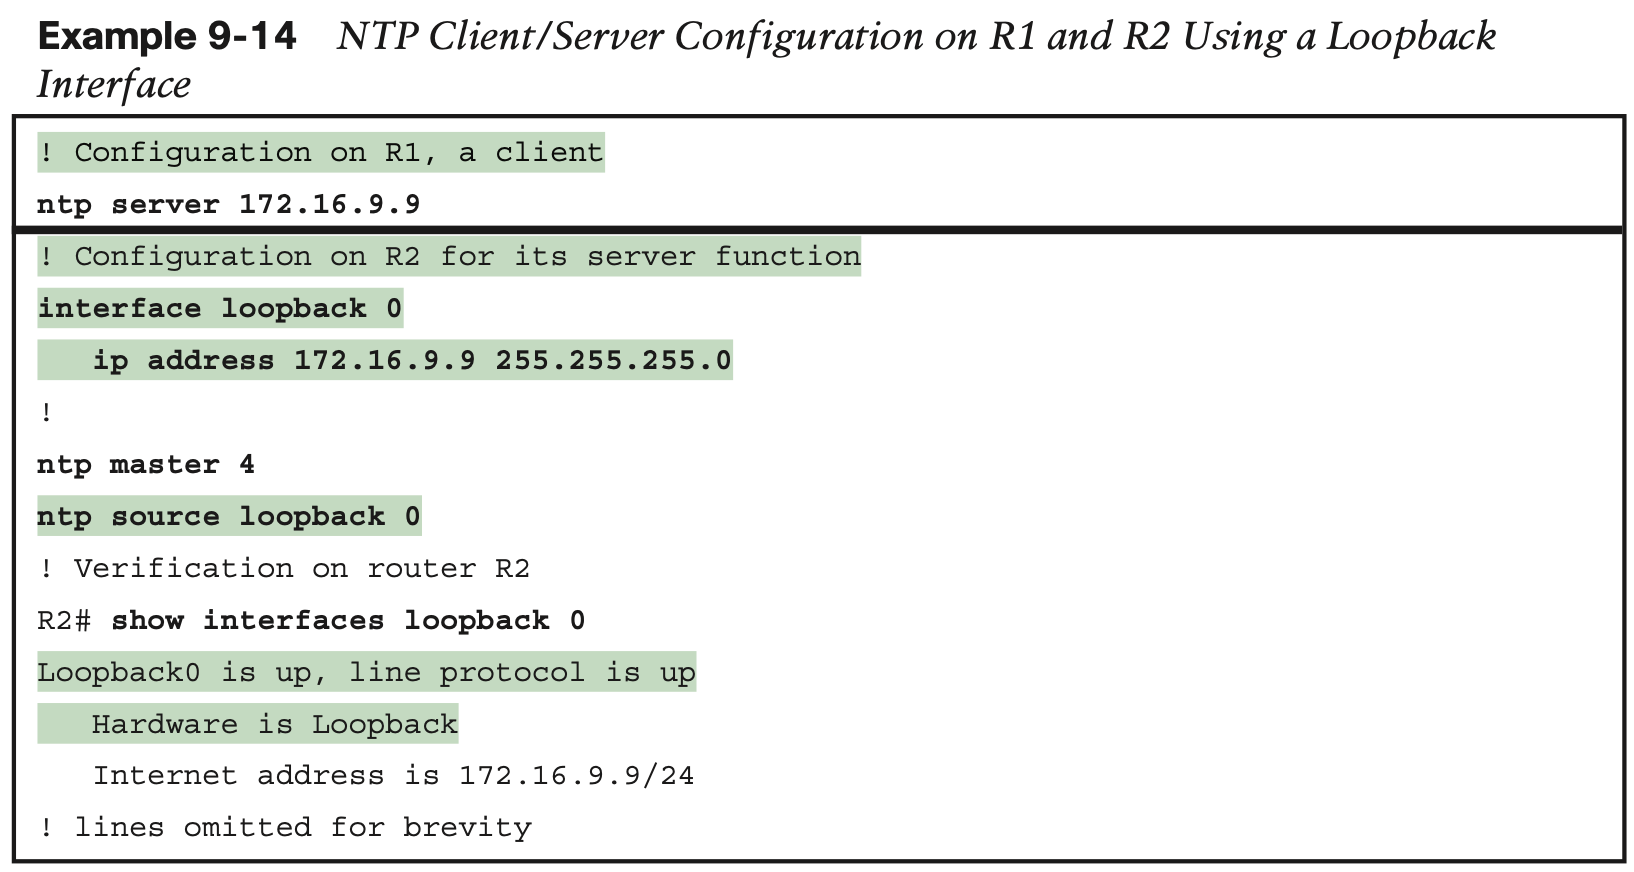 Example 9-14 NTP Client/Server Configuration on R1 and R2 Using a Loopback
Interface
! Configuration on R1, a client
ntp server 172.16.9.9
! Configuration on R2 for its server function
interface loopback 0
   ip address 172.16.9.9 255.255.255.0
!
ntp master 4
ntp source loopback 0
! Verification on router R2
R2# show interfaces loopback 0
Loopback0 is up, line protocol is up
   Hardware is Loopback
   Internet address is 172.16.9.9/24
! lines omitted for brevity